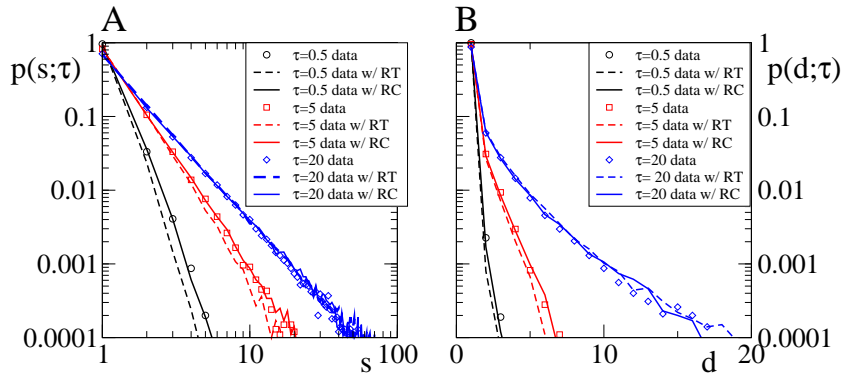 A
p(s;τ)
1
0.1
0.01
0.001
0.0001
1
10
100
s
τ=0.5 data
τ=0.5 data w/ RT
τ=0.5 data w/ RC
τ=5 data
τ=5 data w/ RT
τ=5 data w/ RC
τ=20 data
τ=20 data w/ RT
τ=20 data w/ RC
B
p(d;τ)
1
0.1
0.01
0.001
0.0001
0
10
20
d
τ=0.5 data
τ=0.5 data w/ RT
τ=0.5 data w/ RC
τ=5 data
τ=5 data w/ RT
τ=5 data w/ RC
τ=20 data
τ= 20 data w/ RT
τ=20 data w/ RC